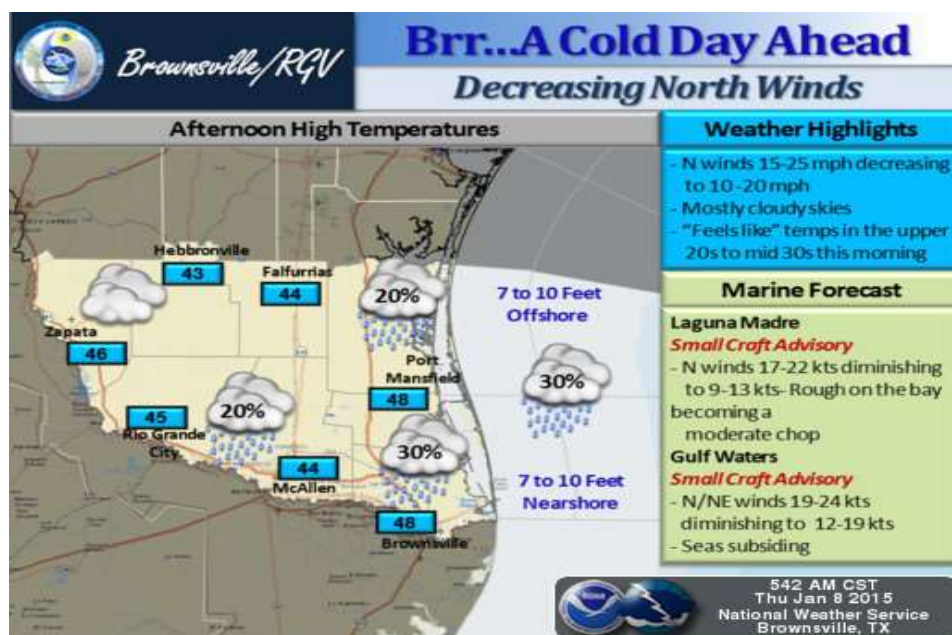 Brownsville/RGV
Brr...A Cold Day Ahead
Decreasing North Winds
Afternoon High Temperatures
Hebbronville
43
Falfurrias
44
20%
Zapata
46
Port
Mansfield
48
20%
45
Rio Grande
City
30%
44
McAllen
48
Brownsville
7 to 10 Feet
Offshore
30%
7 to 10 Feet
Nearshore
Weather Highlights
- N winds 15-25 mph decreasing
to 10 -20 mph
- Mostly cloudy skies
- "Feels like" temps in the upper
20s to mid 30s this morning
Marine Forecast
Laguna Madre
Small Craft Advisory
- N winds 17-22 kts diminishing
to 9-13 kts- Rough on the bay
becoming a
moderate chop
Gulf Waters
Small Craft Advisory
- N/NE winds 19-24 kts
diminishing to 12-19 kts
- Seas subsiding
542 AM CST
Thu Jan 8 2015
National Weather Service
Brownsville, TX